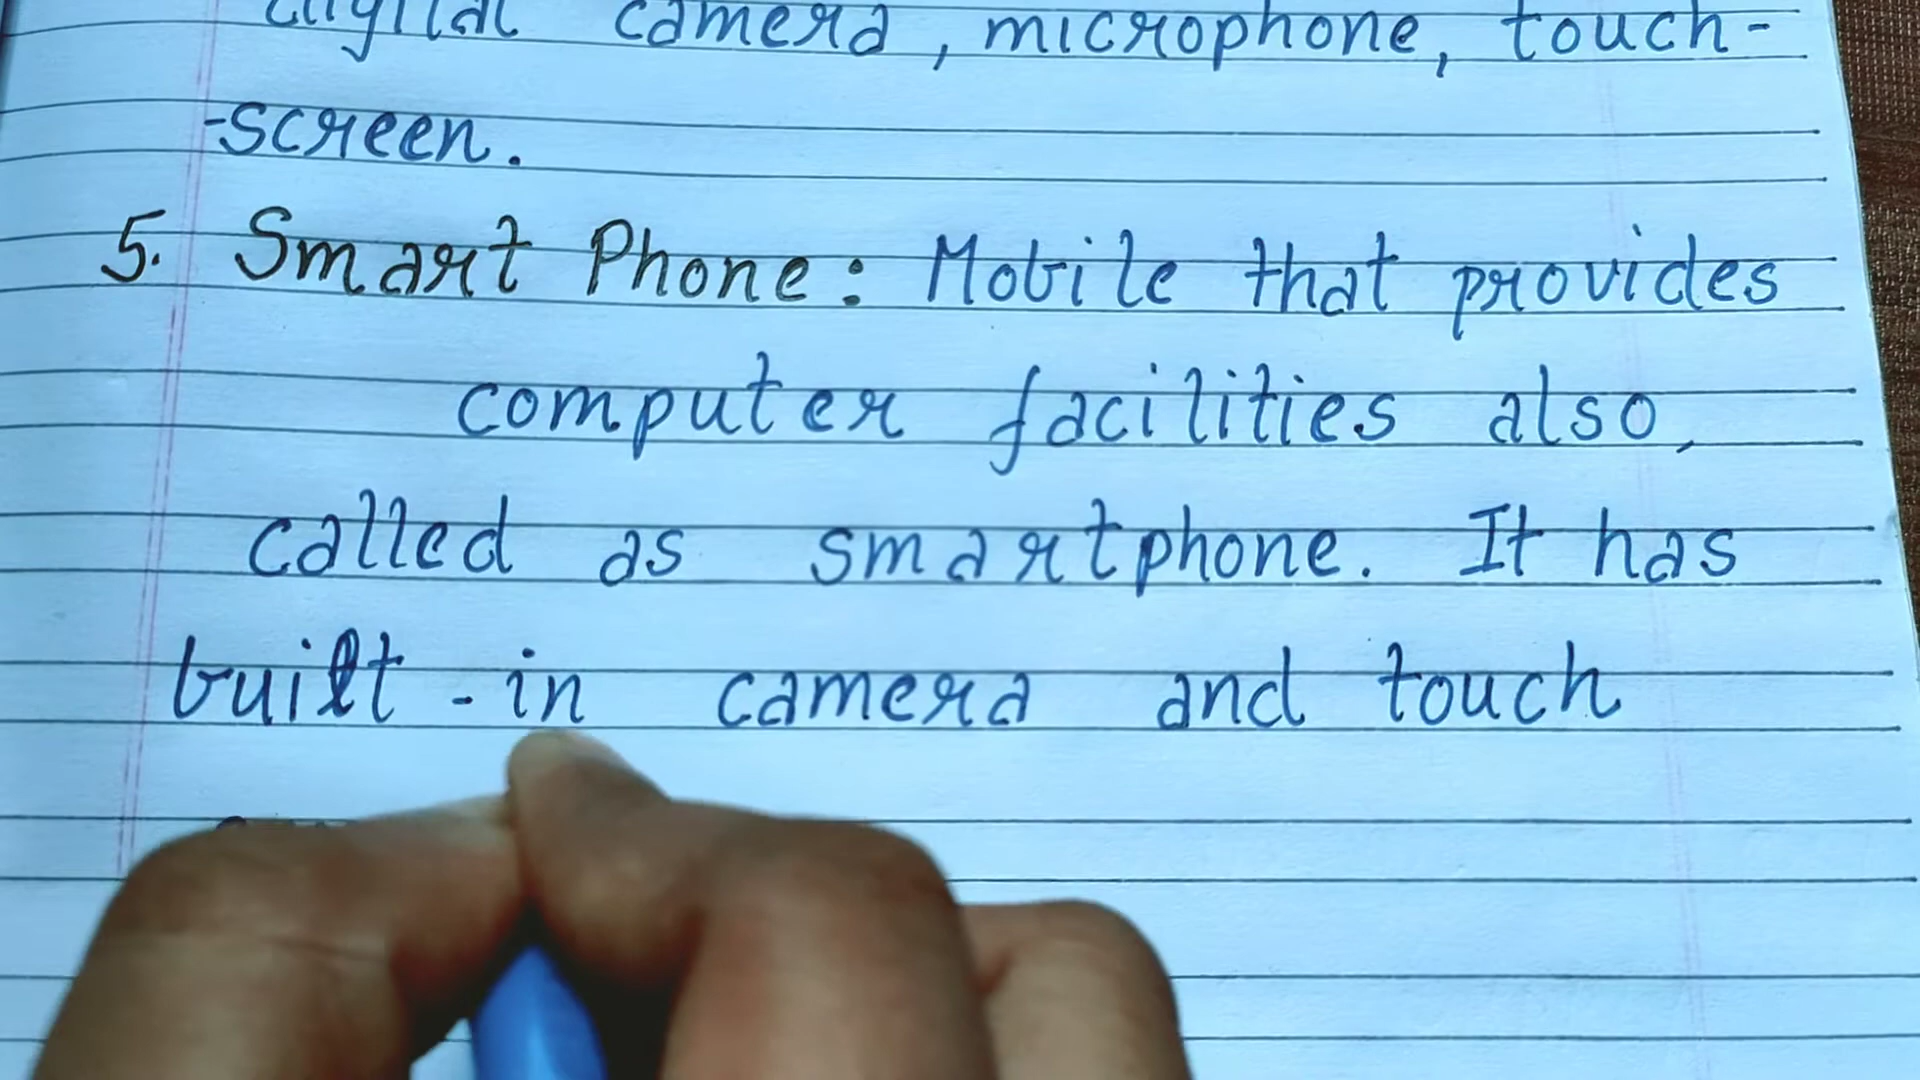 digital camera, microphone, touch-
-screen.
5. Smart Phone: Mobile that provides
computer facilities also,
called as smartphone. It has
built-in camera and touch